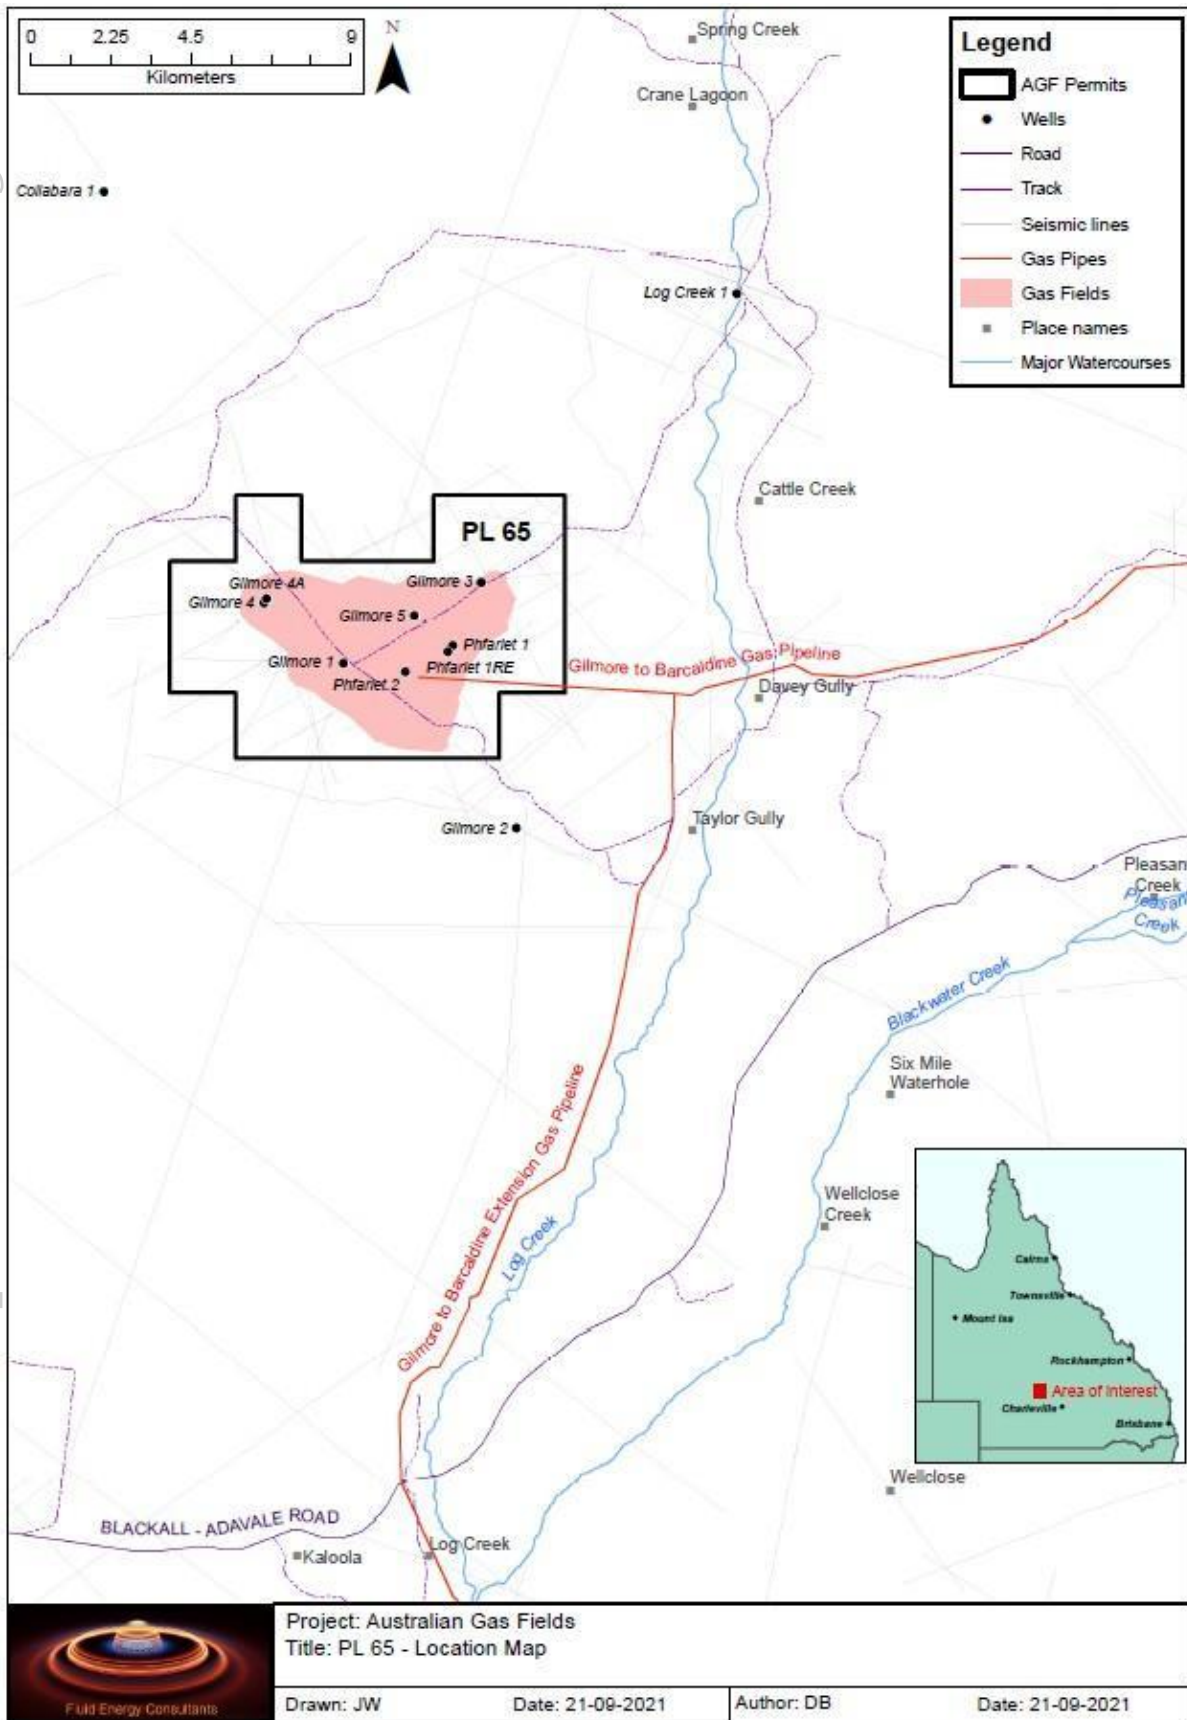 0 2.25 4.5 9
Kilometers
N
Spring Creek
Crane Lagoon
Collabara 1
Log Creek 1
Legend
AGF Permits
Wells
Road
Track
Seismic lines
Gas Pipes
Gas Fields
Place names
Major Watercourses
Cattle Creek
PL 65
Gilmore 4A
Gilmore 4
Gilmore 3
Gilmore 5
Gilmore 1
Phfarlet 1
Phfarlet 1RE
Phfarlet 2
Gilmore to Barcaldine Gas Pipeline
Davey Gully
Gilmore 2
Taylor Gully
Pleasan
Creek
Pleasan
Creek
Blackwater Creek
Six Mile
Waterhole
Gilmore to Barcaldine Extension Gas Pipeline
Log Creek
Wellclose
Creek
Cairns
Townsville
Mount Isa
Rockhampton
Area of Interest
Charleville
Brisbane
Wellclose
BLACKALL - ADAVALE ROAD
Kaloola
Log Creek
Fluid Energy Consultants
Project: Australian Gas Fields
Title: PL 65 - Location Map
Drawn: JW Date: 21-09-2021 Author: DB Date: 21-09-2021